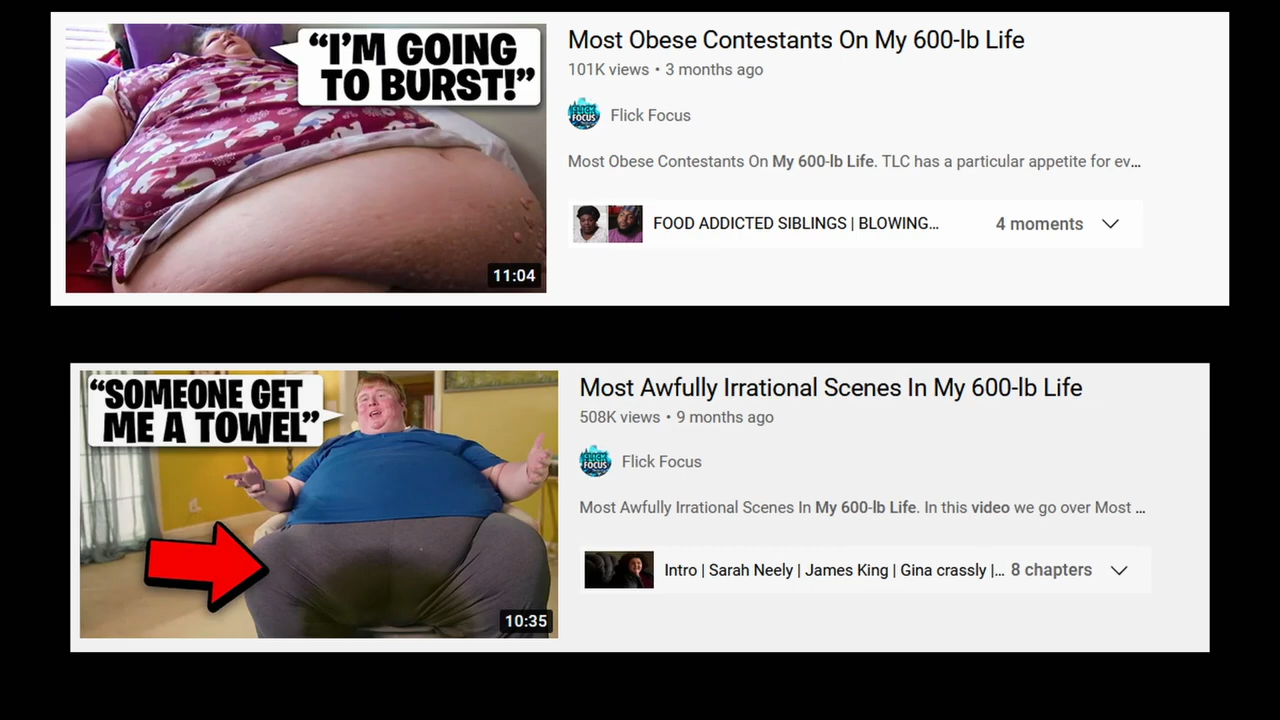 “I’M GOING
TO BURST!”
11:04
Most Obese Contestants On My 600-lb Life
101K views • 3 months ago
FLICK
FOCUS
Flick Focus
Most Obese Contestants On My 600-lb Life. TLC has a particular appetite for ev...
FOOD ADDICTED SIBLINGS | BLOWING...
4 moments
“SOMEONE GET
ME A TOWEL”
10:35
Most Awfully Irrational Scenes In My 600-lb Life
508K views • 9 months ago
FLICK
FOCUS
Flick Focus
Most Awfully Irrational Scenes In My 600-lb Life. In this video we go over Most ...
Intro | Sarah Neely | James King | Gina crassly |... 8 chapters